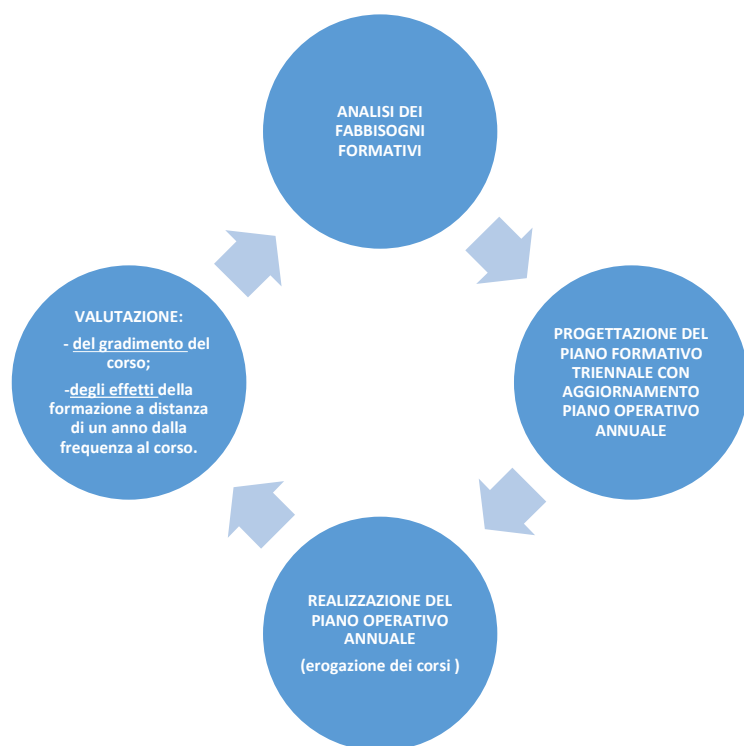 ANALISI DEI
FABBISOGNI
FORMATIVI
PROGETTAZIONE DEL
PIANO FORMATIVO
TRIENNALE CON
AGGIORNAMENTO
PIANO OPERATIVO
ANNUALE
REALIZZAZIONE DEL
PIANO OPERATIVO
ANNUALE
(erogazione dei corsi )
VALUTAZIONE:
- del gradimento del
corso;
-degli effetti della
formazione a distanza
di un anno dalla
frequenza al corso.